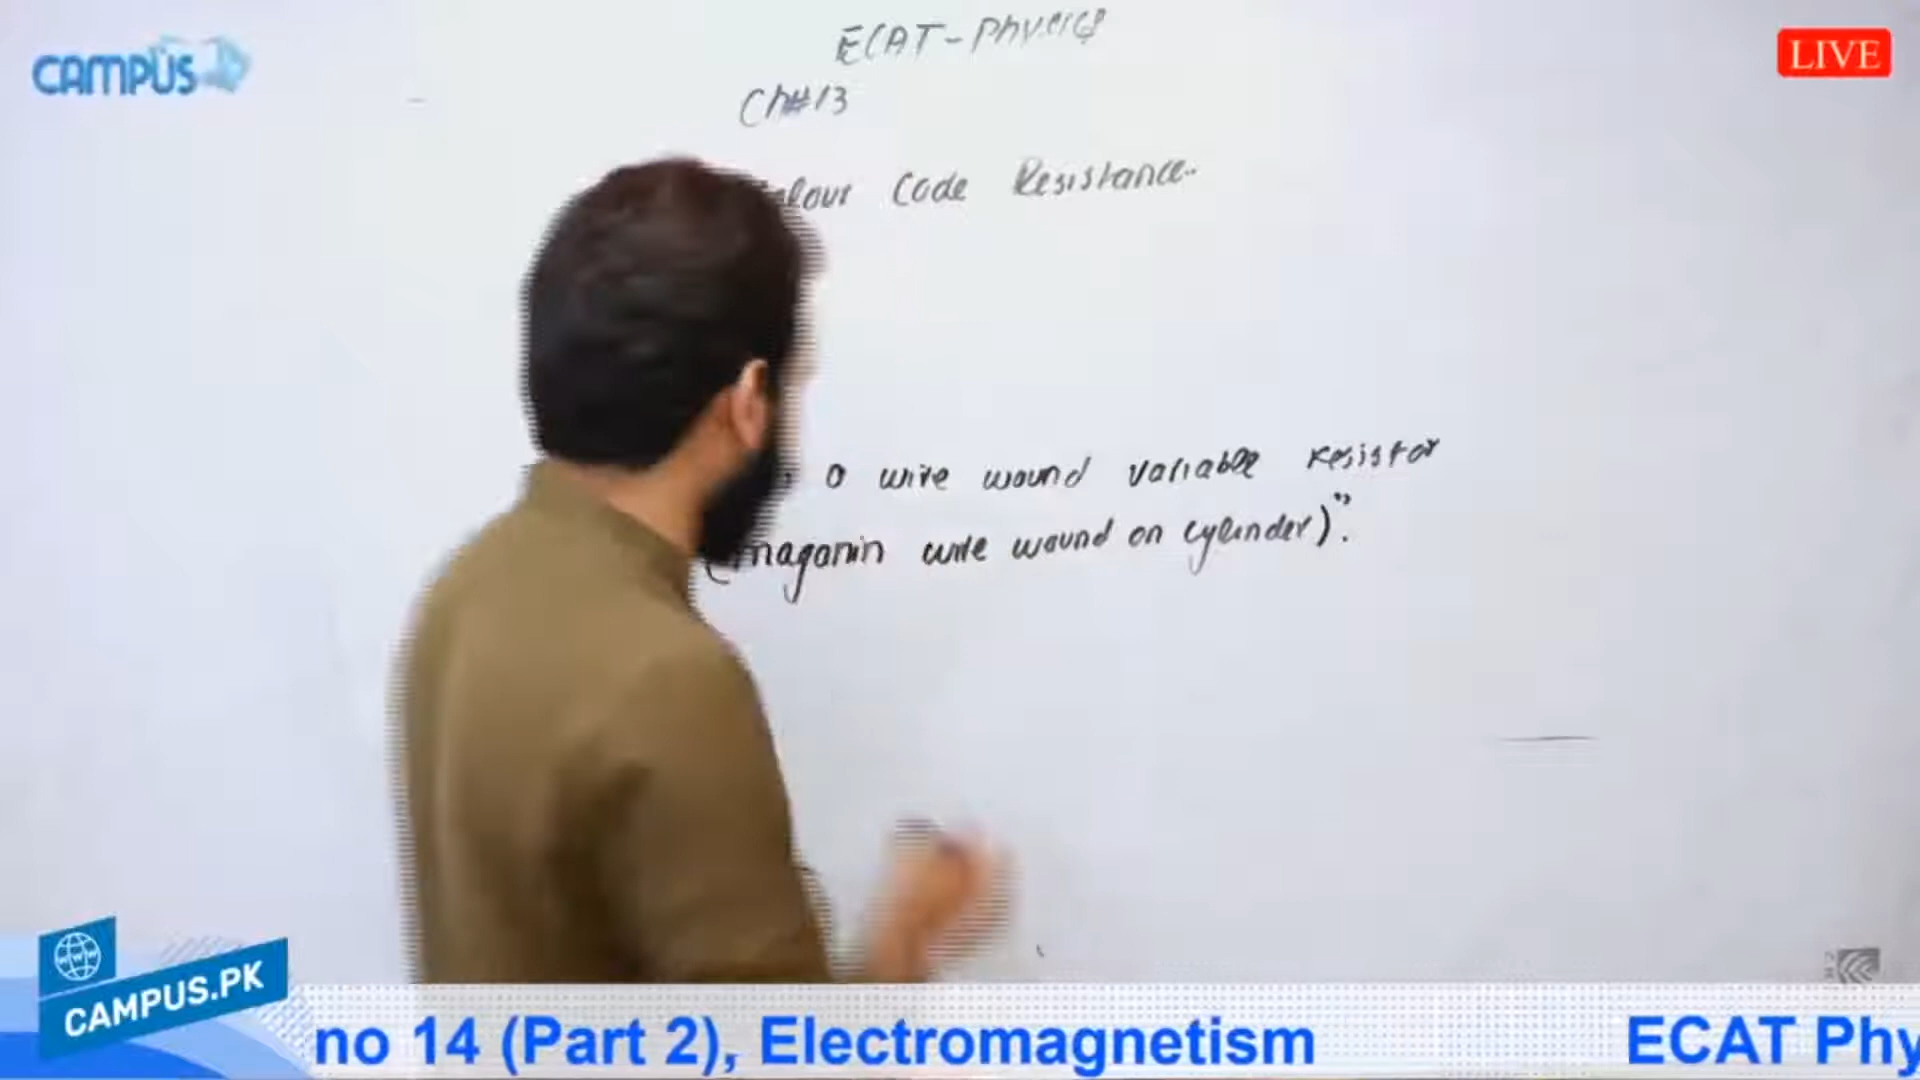 CAMPUS
LIVE
ECAT-Physics
Ch#13
Colour Code Resistance.
a wire wound variable resistor
(maganin wire wound on cylinder)".
www
CAMPUS.PK
no 14 (Part 2), Electromagnetism
ECAT Phy